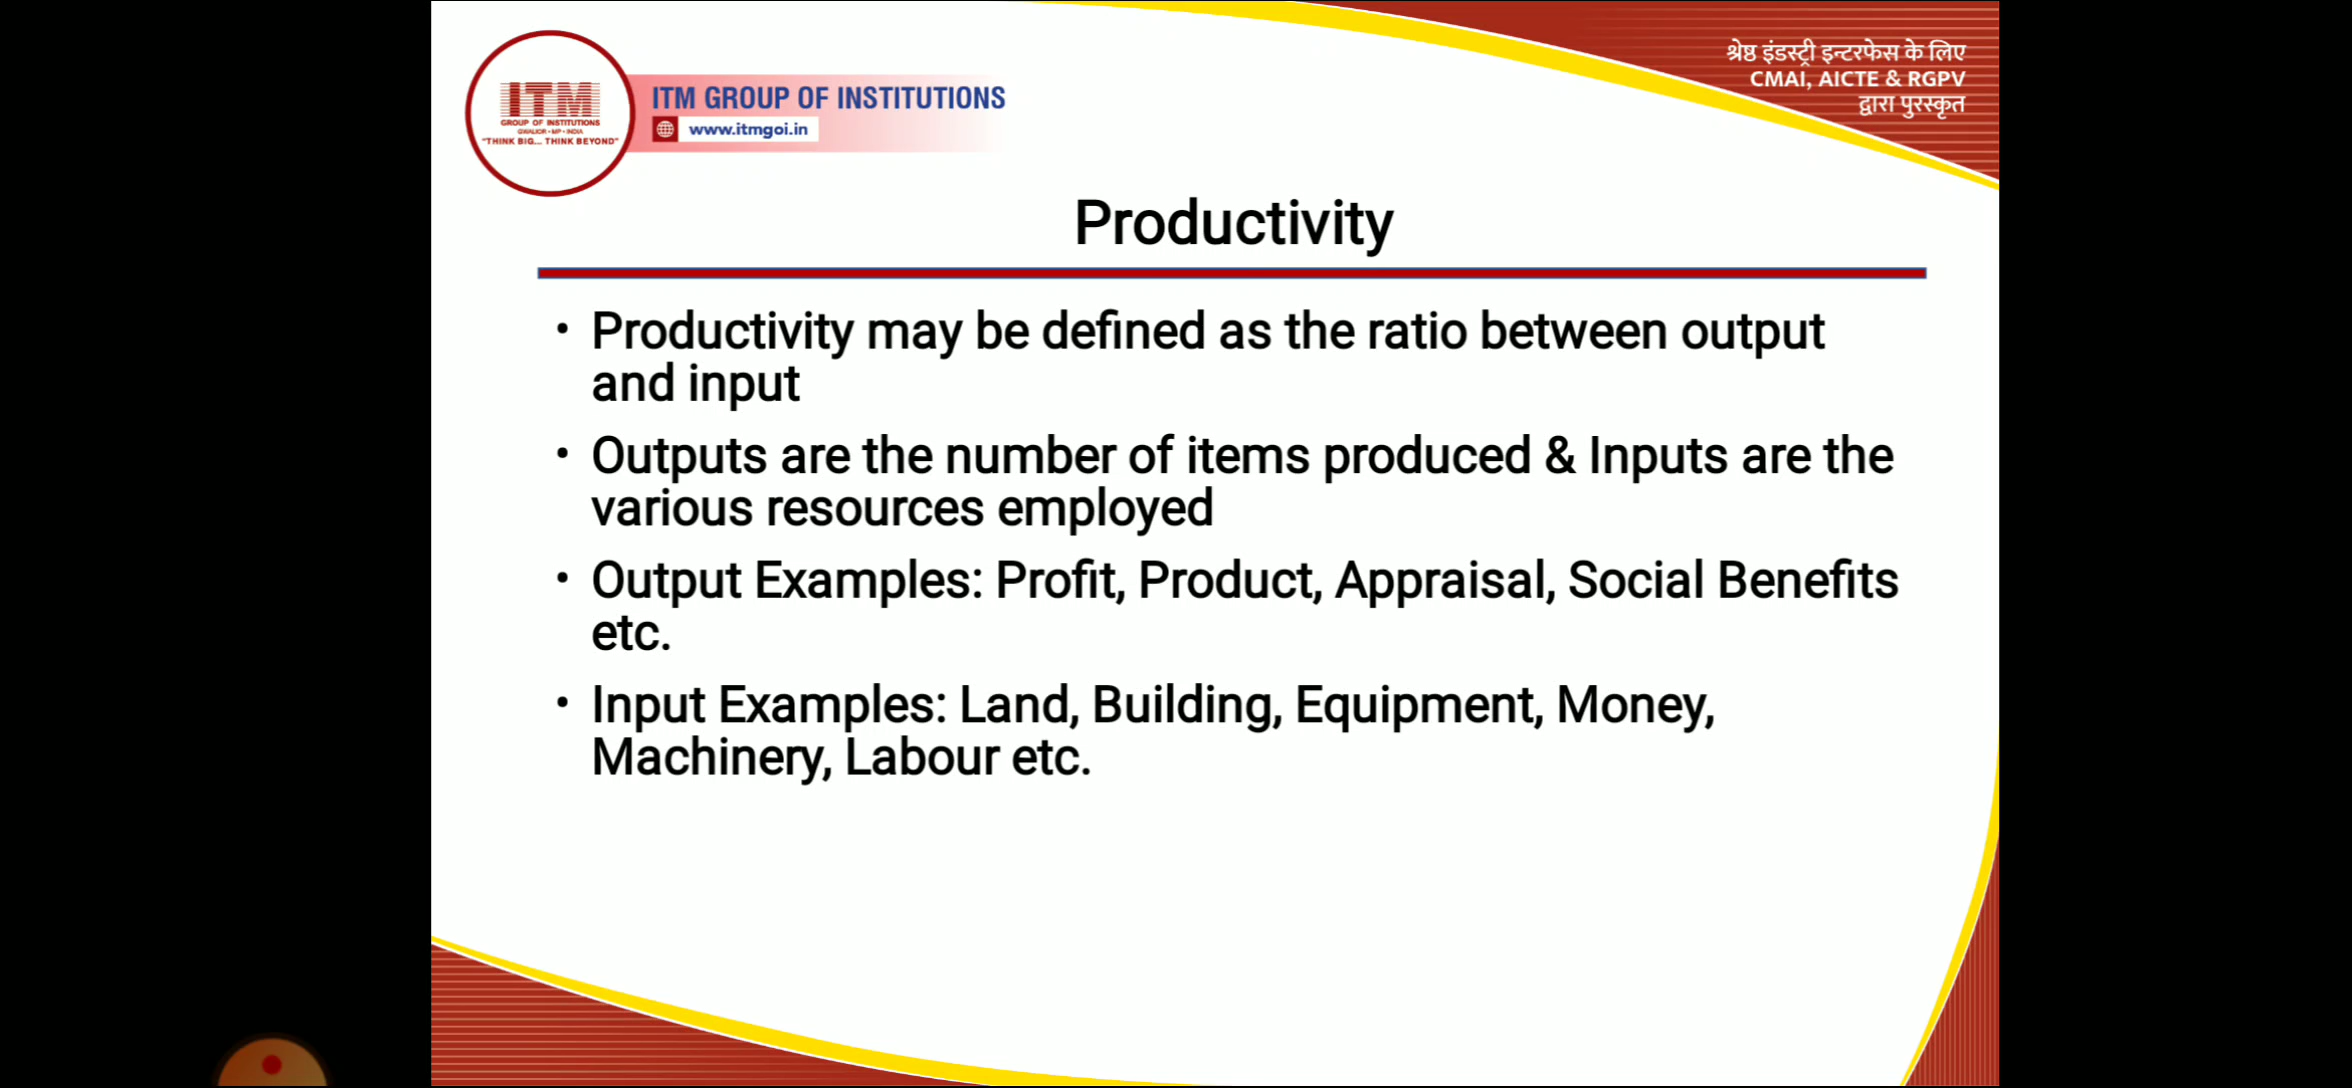 ITM
GROUP OF INSTITUTIONS
GWALIOR • MP • INDIA
"THINK BIG... THINK BEYOND"
ITM GROUP OF INSTITUTIONS
www.itmgoi.in
श्रेष्ठ इंडस्ट्री इन्टरफेस के लिए
CMAI, AICTE & RGPV
द्वारा पुरस्कृत
Productivity
• Productivity may be defined as the ratio between output
and input
• Outputs are the number of items produced & Inputs are the
various resources employed
• Output Examples: Profit, Product, Appraisal, Social Benefits
etc.
• Input Examples: Land, Building, Equipment, Money,
Machinery, Labour etc.